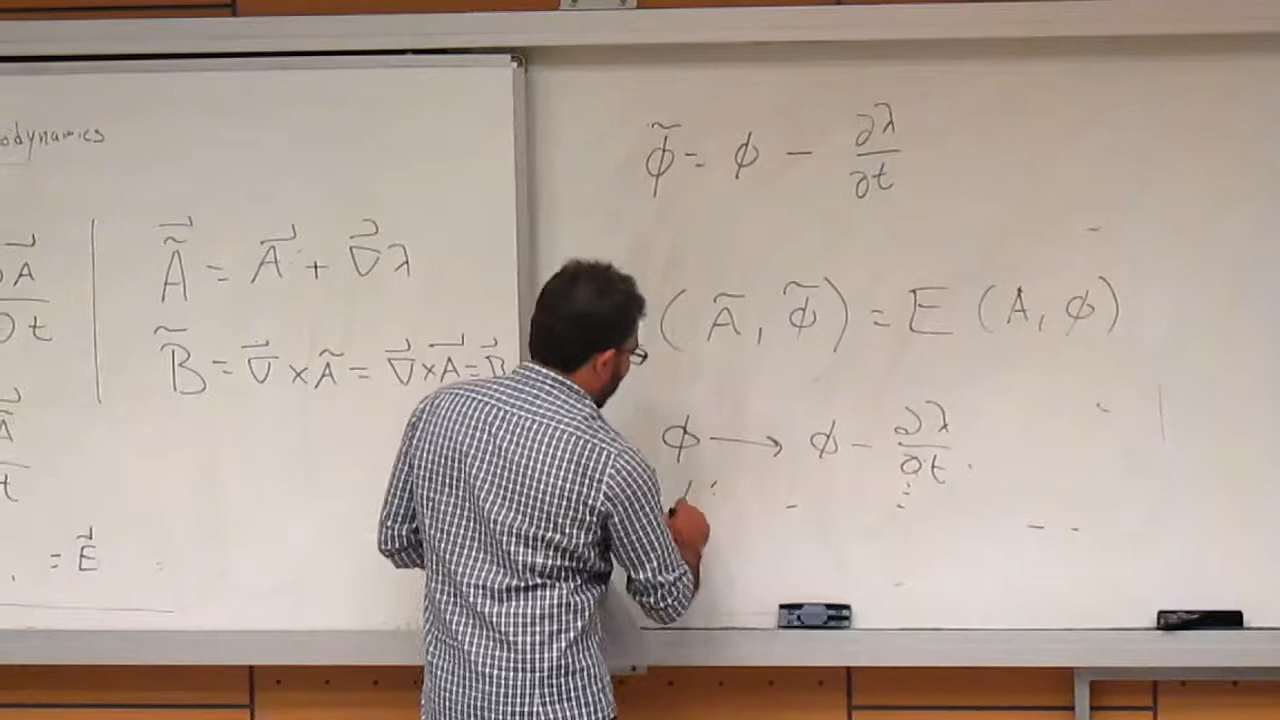 odynamics
∂A⃗
∂t
Ã⃗ = A⃗ + ∇⃗λ
B̃ = ∇⃗ × Ã = ∇⃗ × A⃗ = B⃗
A⃗
t
= E⃗
φ̃ = φ − ∂λ/∂t
(Ã, φ̃) = E (A, φ)
φ → φ − ∂λ/∂t